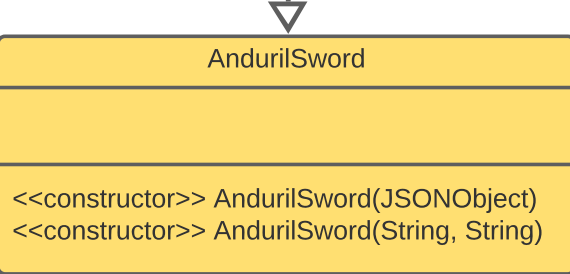 AndurilSword
<<constructor>> AndurilSword(JSONObject)
<<constructor>> AndurilSword(String, String)